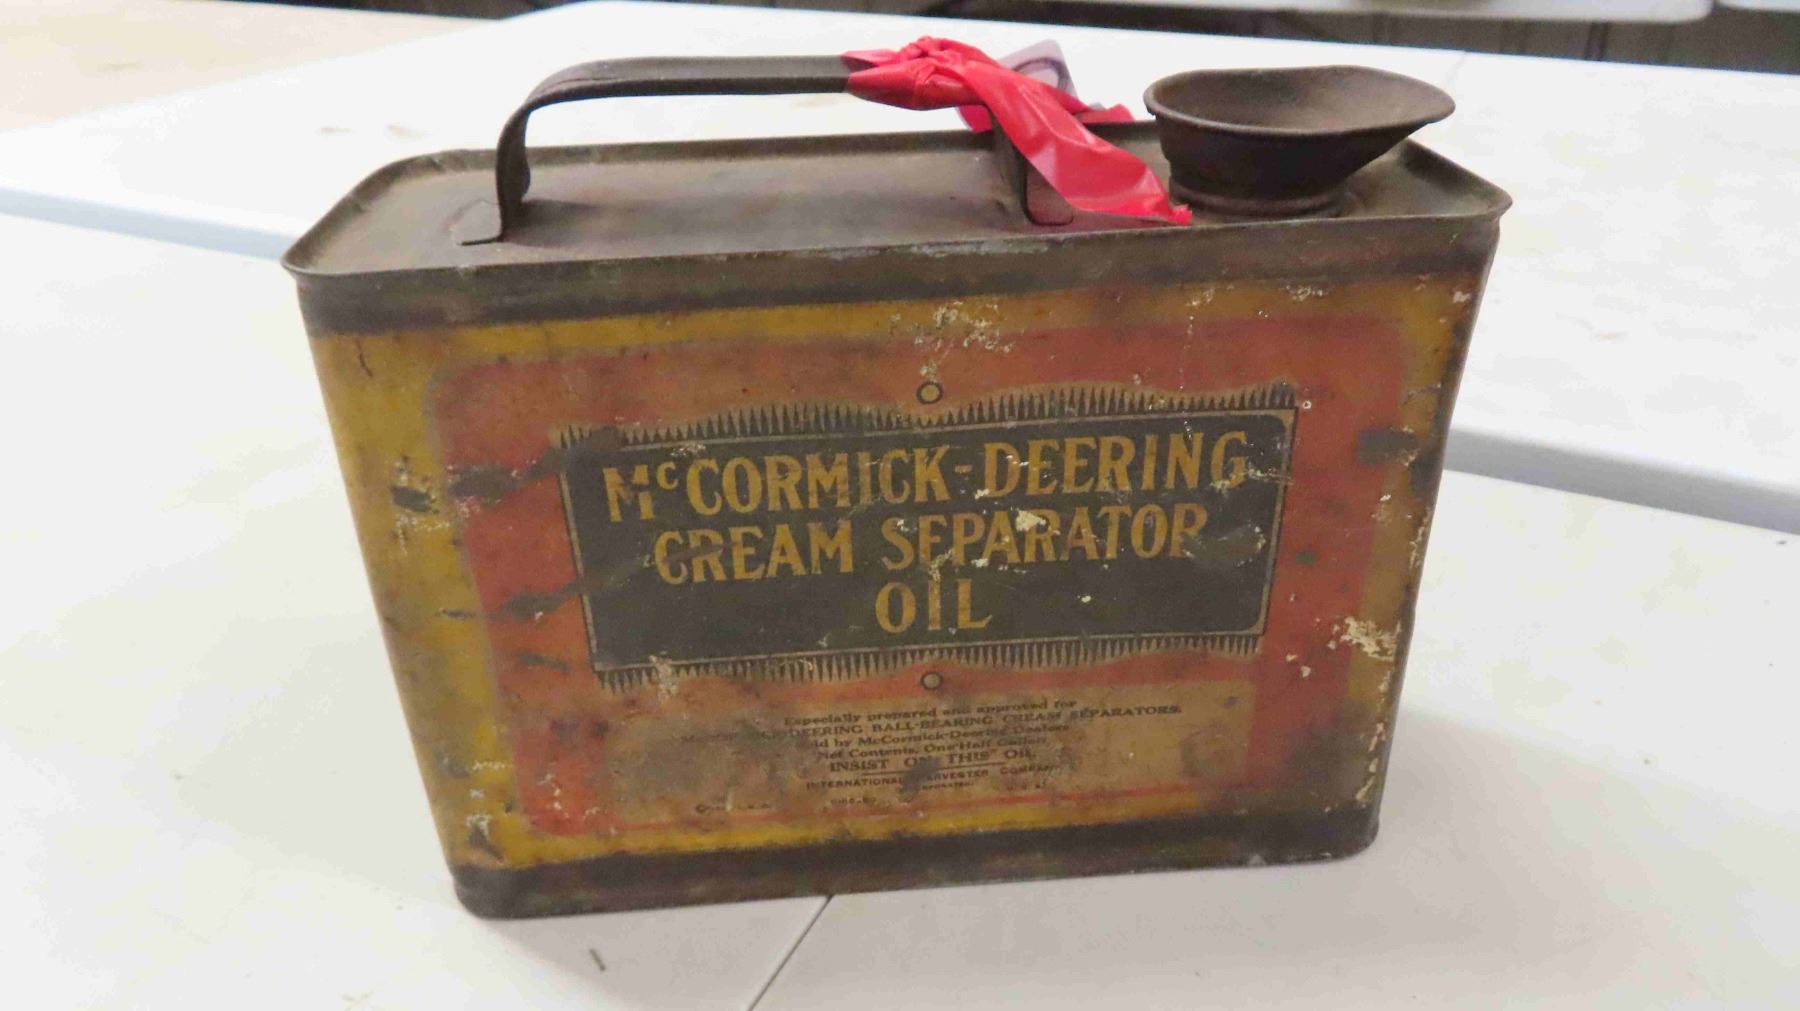 McCORMICK-DEERING
CREAM SEPARATOR
OIL
Especially prepared and approved for
DEERING BALL-BEARING CREAM SEPARATORS.
by McCormick-Deering Dealers
Net Contents, One-Half Gallon
INSIST ON "THIS" OIL
INTERNATIONAL HARVESTER COMPANY